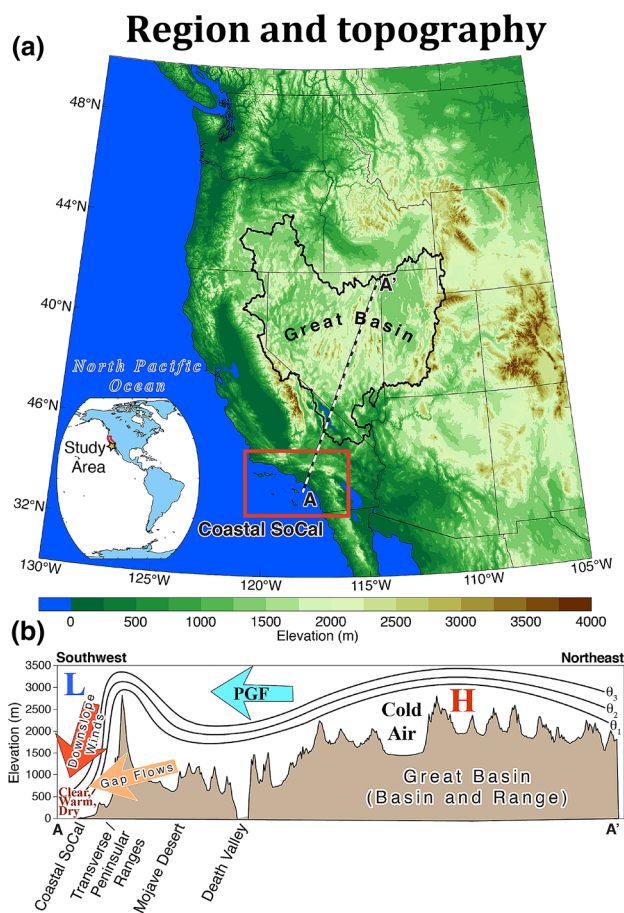 Region and topography
(a)
48°N
44°N
40°N
46°N
32°N
A'
Great Basin
North Pacific
Ocean
Study
Area
A
Coastal SoCal
130°W
125°W
120°W
115°W
110°W
105°W
0 500 1000 1500 1750 2000 2500 3000 3500 4000
Elevation (m)
(b)
Southwest
Northeast
3500
3000
2500
2000
1500
1000
500
0
Elevation (m)
L
PGF
H
Cold
Air
θ3
θ2
θ1
Downslope
Winds
Gap Flows
Clear,
Warm,
Dry
Great Basin
(Basin and Range)
A
A'
Coastal SoCal
Transverse /
Peninsular
Ranges
Mojave Desert
Death Valley